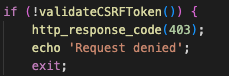 if (!validateCSRFToken()) {
    http_response_code(403);
    echo 'Request denied';
    exit;